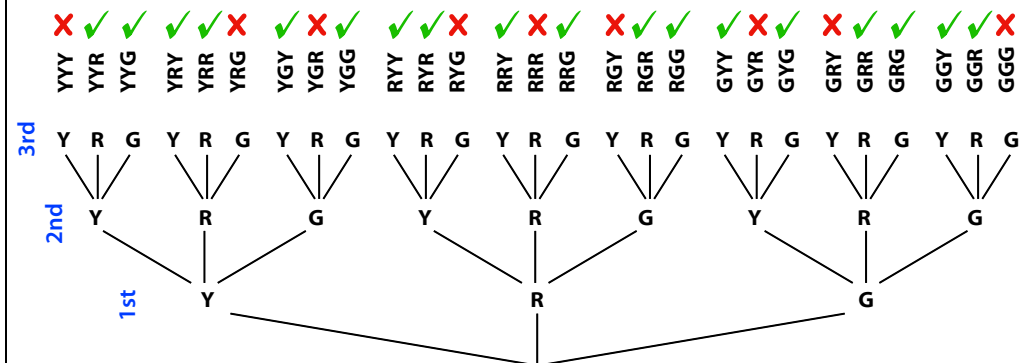 YYY YYR YYG YRY YRR YRG YGY YGR YGG RYY RYR RYG RRY RRR RRG RGY RGR RGG GYY GYR GYG GRY GRR GRG GGY GGR GGG
3rd Y R G Y R G Y R G Y R G Y R G Y R G Y R G Y R G Y R G
2nd Y R G Y R G Y R G
1st Y R G